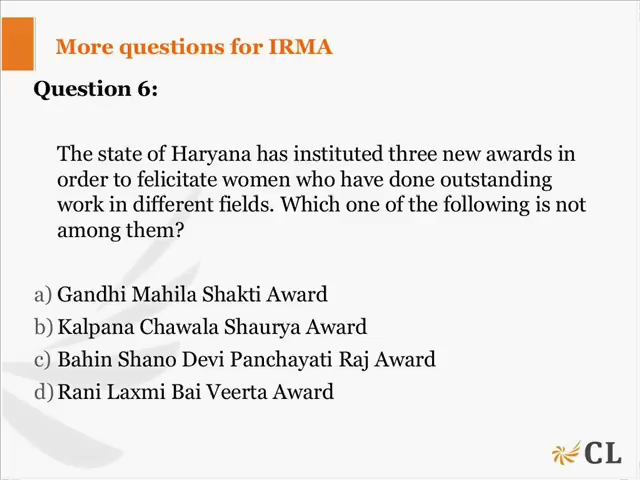 More questions for IRMA
Question 6:
The state of Haryana has instituted three new awards in
order to felicitate women who have done outstanding
work in different fields. Which one of the following is not
among them?
a) Gandhi Mahila Shakti Award
b) Kalpana Chawala Shaurya Award
c) Bahin Shano Devi Panchayati Raj Award
d) Rani Laxmi Bai Veerta Award
CL